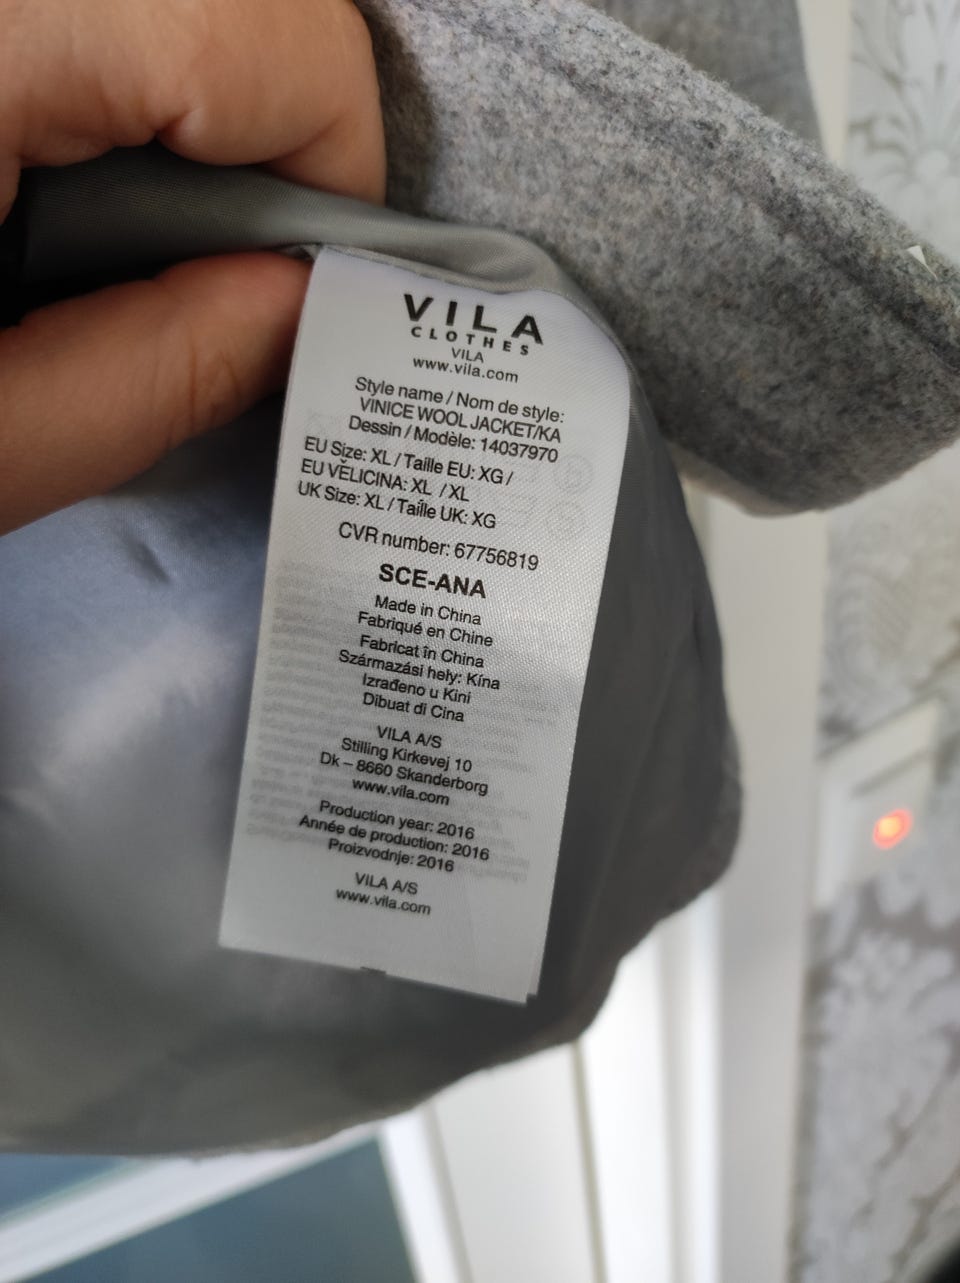 VILA
CLOTHES
VILA
www.vila.com
Style name / Nom de style:
VINICE WOOL JACKET/KA
Dessin / Modèle: 14037970
EU Size: XL / Taille EU: XG /
EU VĚLICINA: XL / XL
UK Size: XL / Taille UK: XG
CVR number: 67756819
SCE-ANA
Made in China
Fabriqué en Chine
Fabricat în China
Származási hely: Kína
Izrađeno u Kini
Dibuat di Cina
VILA A/S
Stilling Kirkevej 10
Dk – 8660 Skanderborg
www.vila.com
Production year: 2016
Année de production: 2016
Proizvodnje: 2016
VILA A/S
www.vila.com